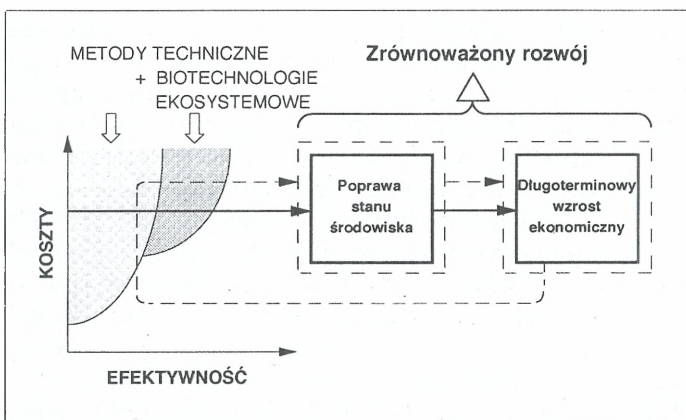 METODY TECHNICZNE
+ BIOTECHNOLOGIE
EKOSYSTEMOWE
Zrównoważony rozwój
KOSZTY
EFEKTYWNOŚĆ
Poprawa
stanu
środowiska
Długoterminowy
wzrost
ekonomiczny